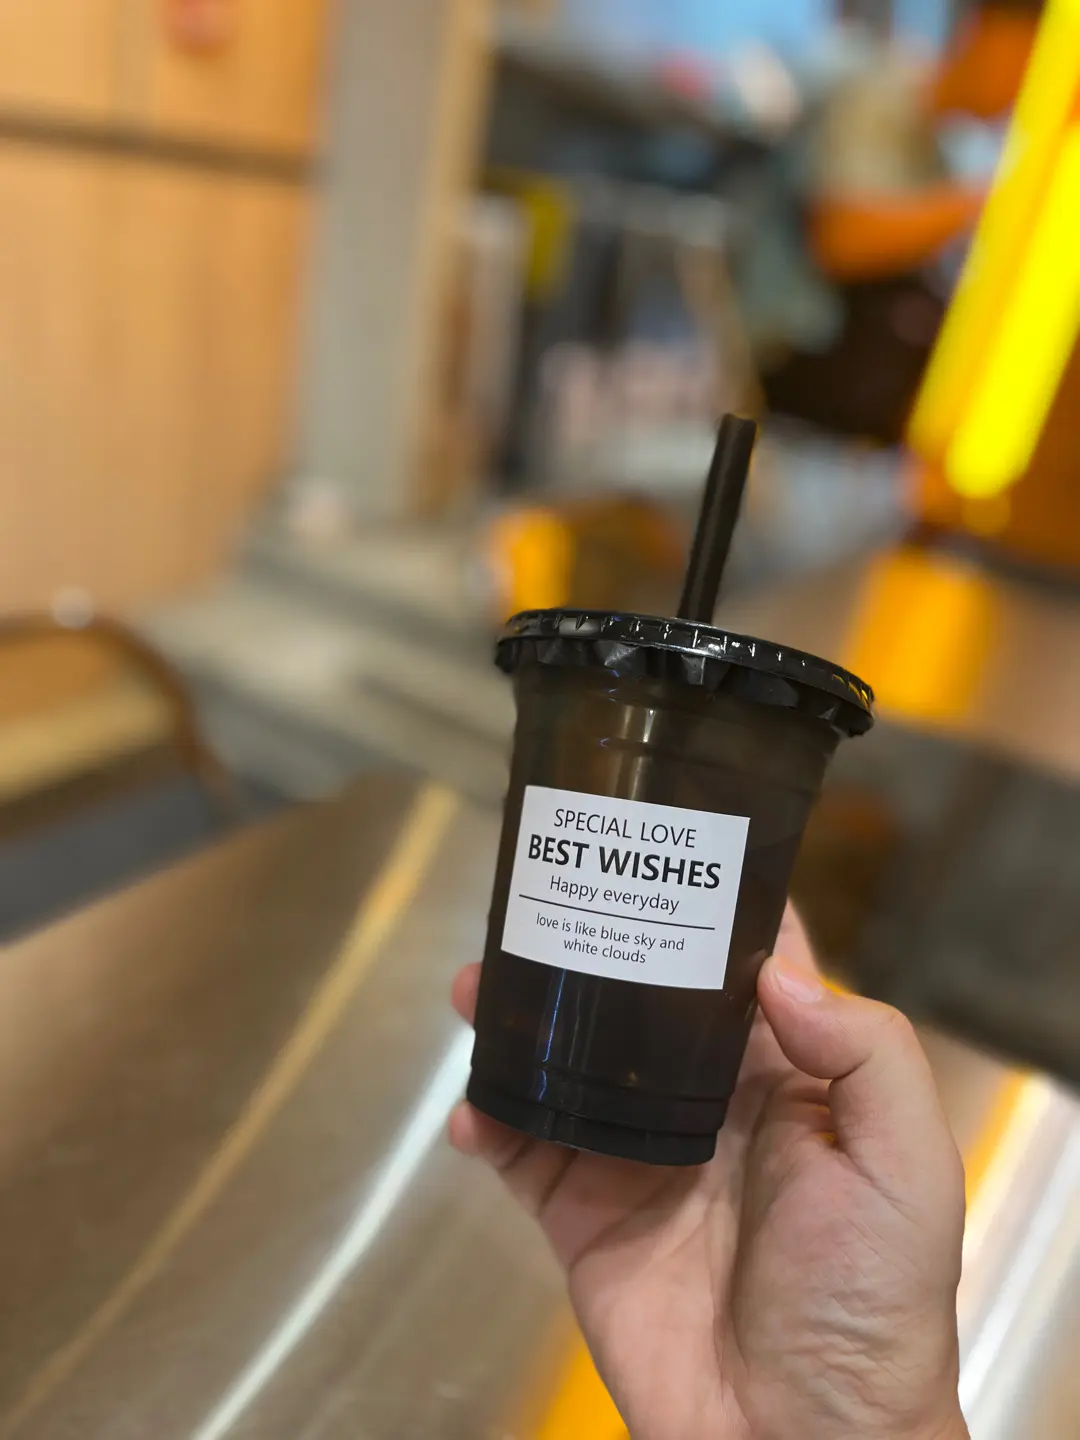 SPECIAL LOVE
BEST WISHES
Happy everyday
love is like blue sky and
white clouds